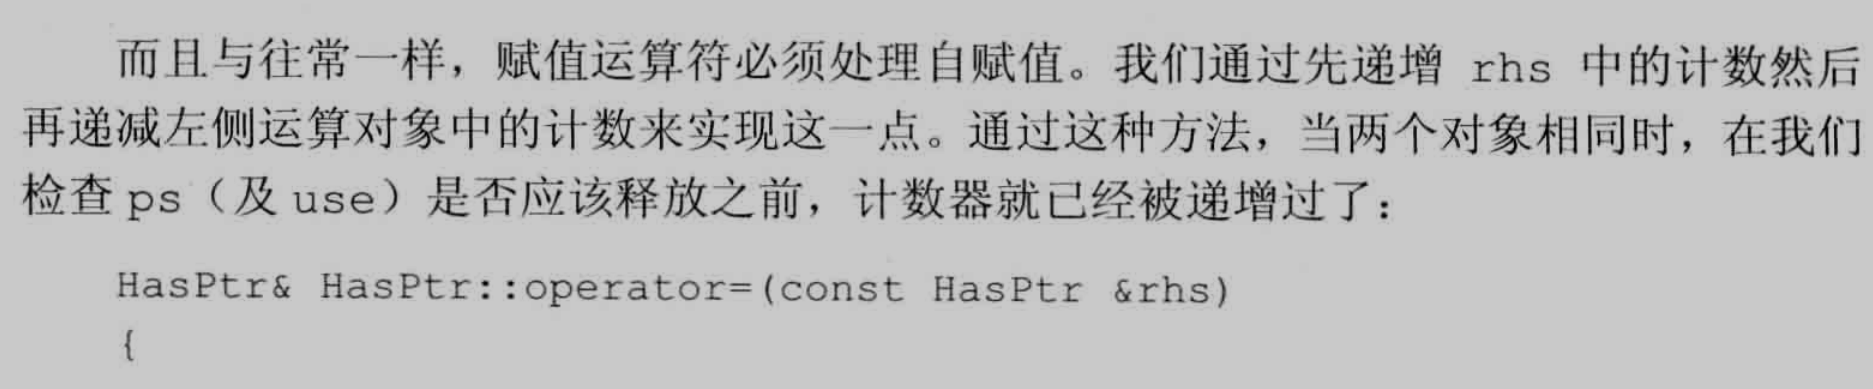 而且与往常一样，赋值运算符必须处理自赋值。我们通过先递增 rhs 中的计数然后
再递减左侧运算对象中的计数来实现这一点。通过这种方法，当两个对象相同时，在我们
检查 ps（及 use）是否应该释放之前，计数器就已经被递增过了：
HasPtr& HasPtr::operator=(const HasPtr &rhs)
{